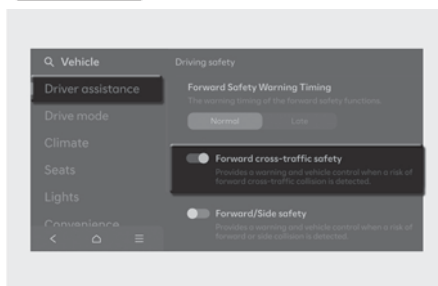 Vehicle
Driving safety
Driver assistance
Forward Safety Warning Timing
The warning timing of the forward safety functions.
Normal
Late
Drive mode
Climate
Forward cross-traffic safety
Provides a warning and vehicle control when a risk of
forward cross-traffic collision is detected.
Seats
Lights
Forward/Side safety
Provides a warning and vehicle control when a risk of
forward or side collision is detected.
Convenience